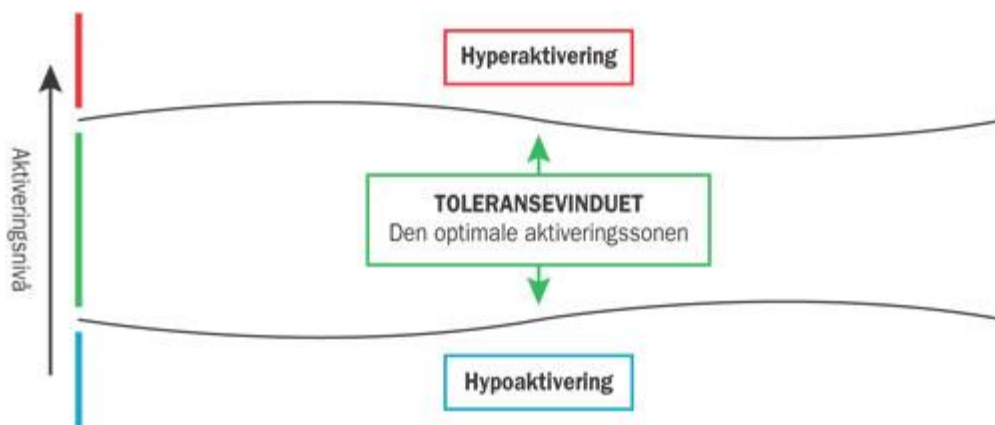 Hyperaktivering
Aktiveringsnivå
TOLERANSEVINDUET
Den optimale aktiveringssonen
Hypoaktivering